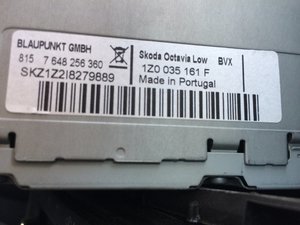 BLAUPUNKT GMBH
815 7 648 256 360
SKZ1Z2I8279889
Skoda Octavia Low BVX
1Z0 035 161 F
Made in Portugal